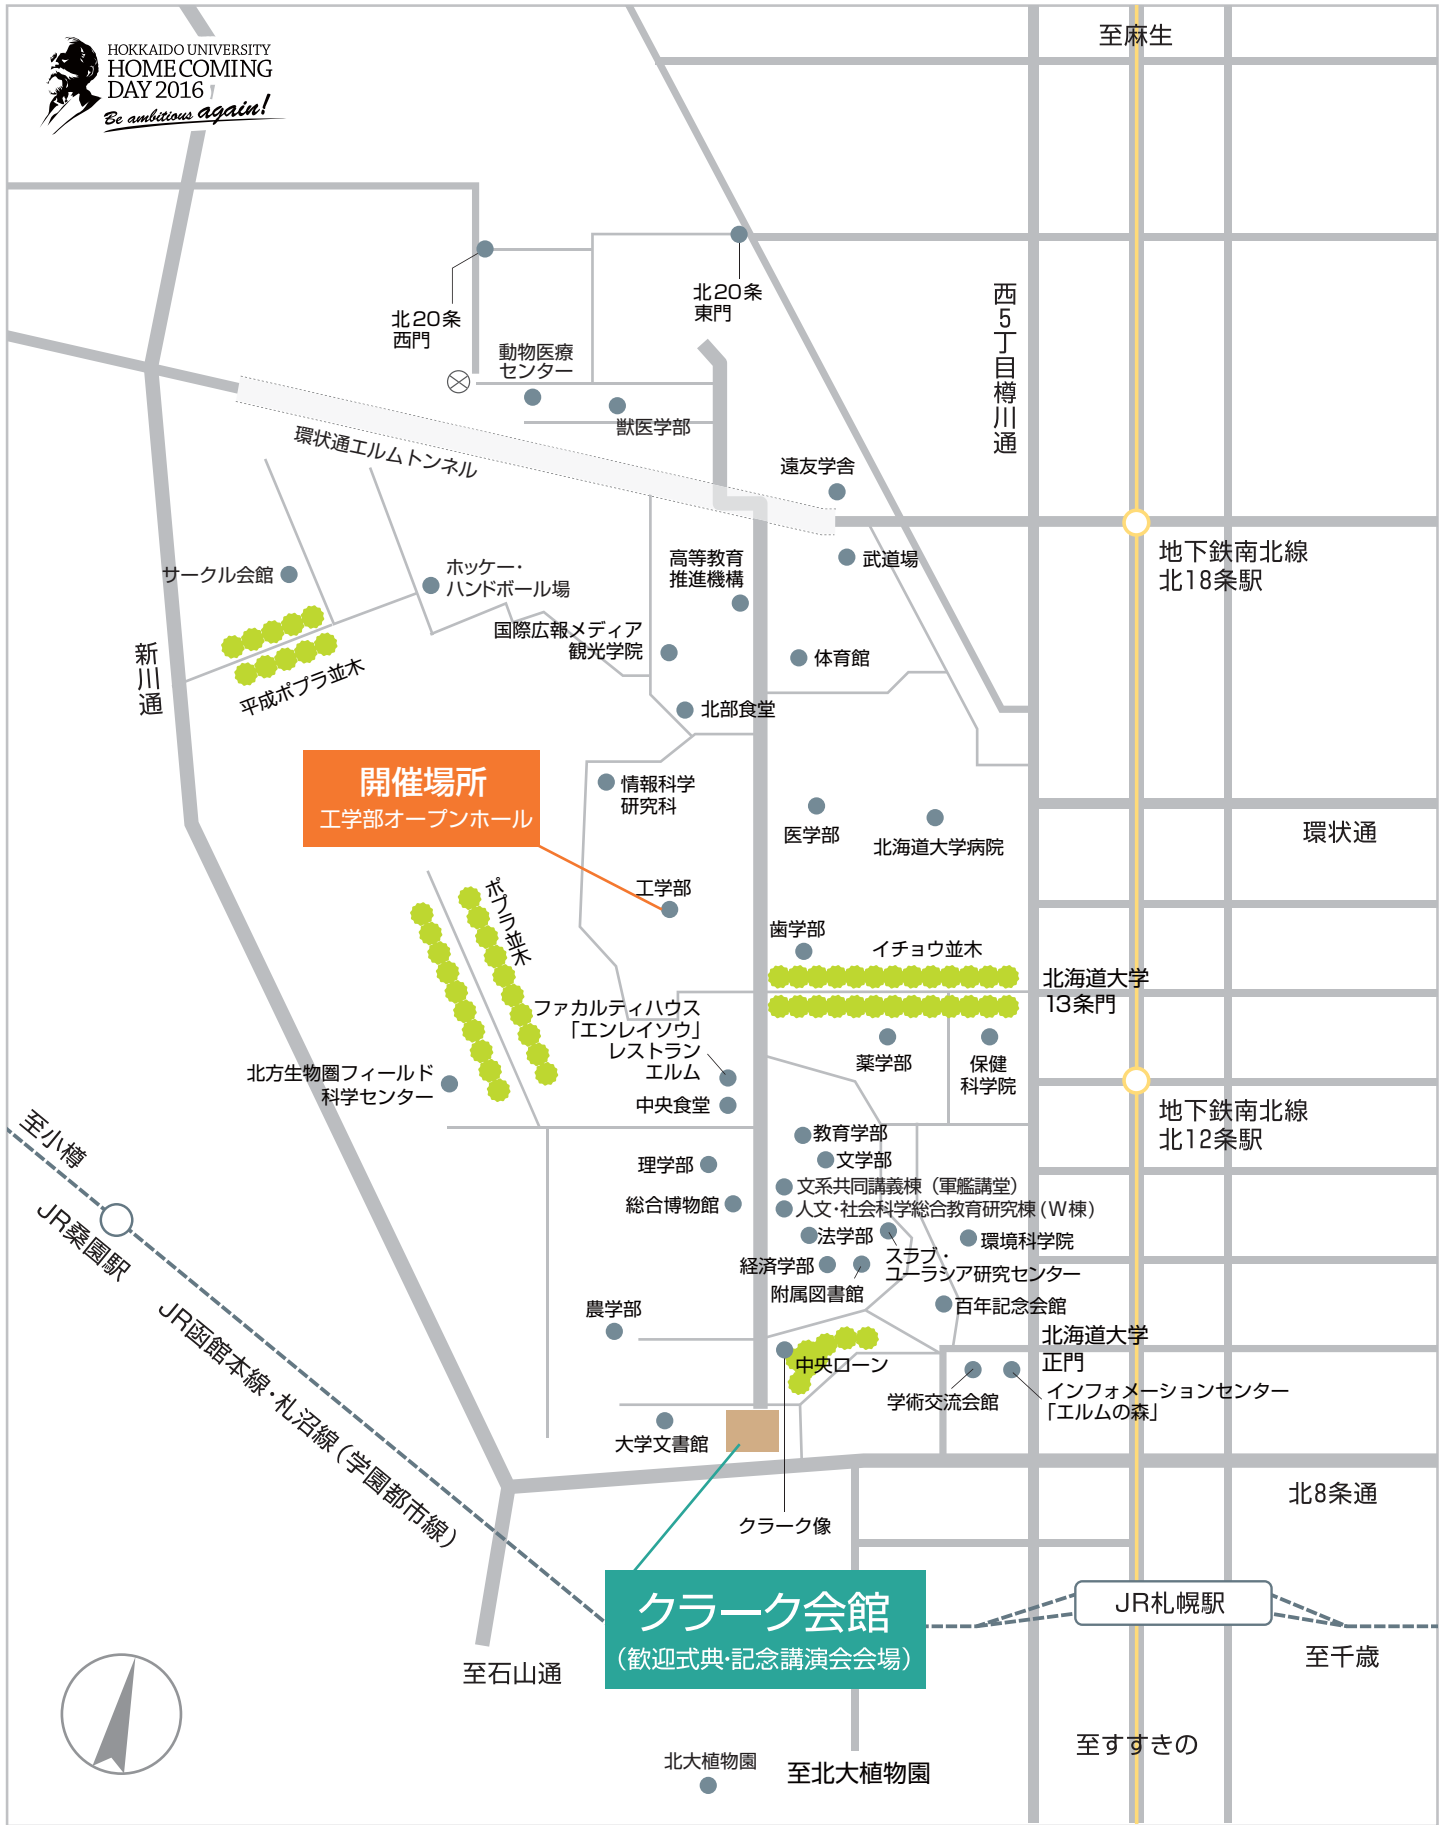 HOKKAIDO UNIVERSITY
HOME COMING
DAY 2016
Be ambitious again!
至麻生
北20条
西門
北20条
東門
西5丁目樽川通
動物医療
センター
獣医学部
環状通エルムトンネル
遠友学舎
地下鉄南北線
北18条駅
武道場
高等教育
推進機構
サークル会館
ホッケー・
ハンドボール場
国際広報メディア
観光学院
体育館
新川通
平成ポプラ並木
北部食堂
開催場所
工学部オープンホール
情報科学
研究科
医学部
北海道大学病院
環状通
工学部
ポプラ並木
歯学部
イチョウ並木
北海道大学
13条門
ファカルティハウス
「エンレイソウ」
レストラン
エルム
薬学部
保健
科学院
北方生物圏フィールド
科学センター
中央食堂
地下鉄南北線
北12条駅
至小樽
教育学部
文学部
理学部
文系共同講義棟（軍艦講堂）
総合博物館
人文・社会科学総合教育研究棟(W棟)
JR桑園駅
法学部
環境科学院
スラブ・
ユーラシア研究センター
経済学部
附属図書館
百年記念会館
農学部
北海道大学
正門
JR函館本線・札沼線(学園都市線)
中央ローン
学術交流会館
インフォメーションセンター
「エルムの森」
大学文書館
北8条通
クラーク像
クラーク会館
（歓迎式典・記念講演会会場）
JR札幌駅
至千歳
至石山通
至すすきの
北大植物園
至北大植物園